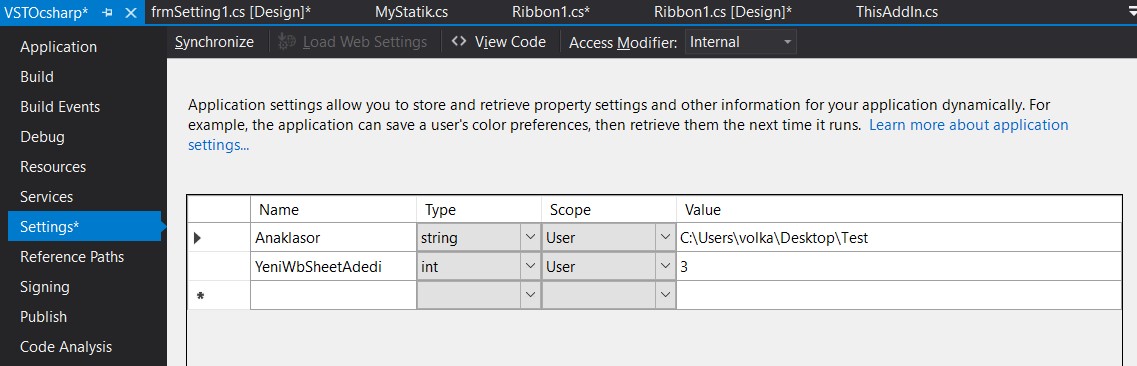 VSTOcsharp* frmSetting1.cs [Design]* MyStatik.cs Ribbon1.cs* Ribbon1.cs [Design]* ThisAddIn.cs
Synchronize Load Web Settings <> View Code Access Modifier: Internal
Application
Build
Build Events
Debug
Resources
Services
Settings*
Reference Paths
Signing
Publish
Code Analysis
Application settings allow you to store and retrieve property settings and other information for your application dynamically. For
example, the application can save a user's color preferences, then retrieve them the next time it runs. Learn more about application
settings...
Name Type Scope Value
Anaklasor string User C:\Users\volka\Desktop\Test
YeniWbSheetAdedi int User 3
*